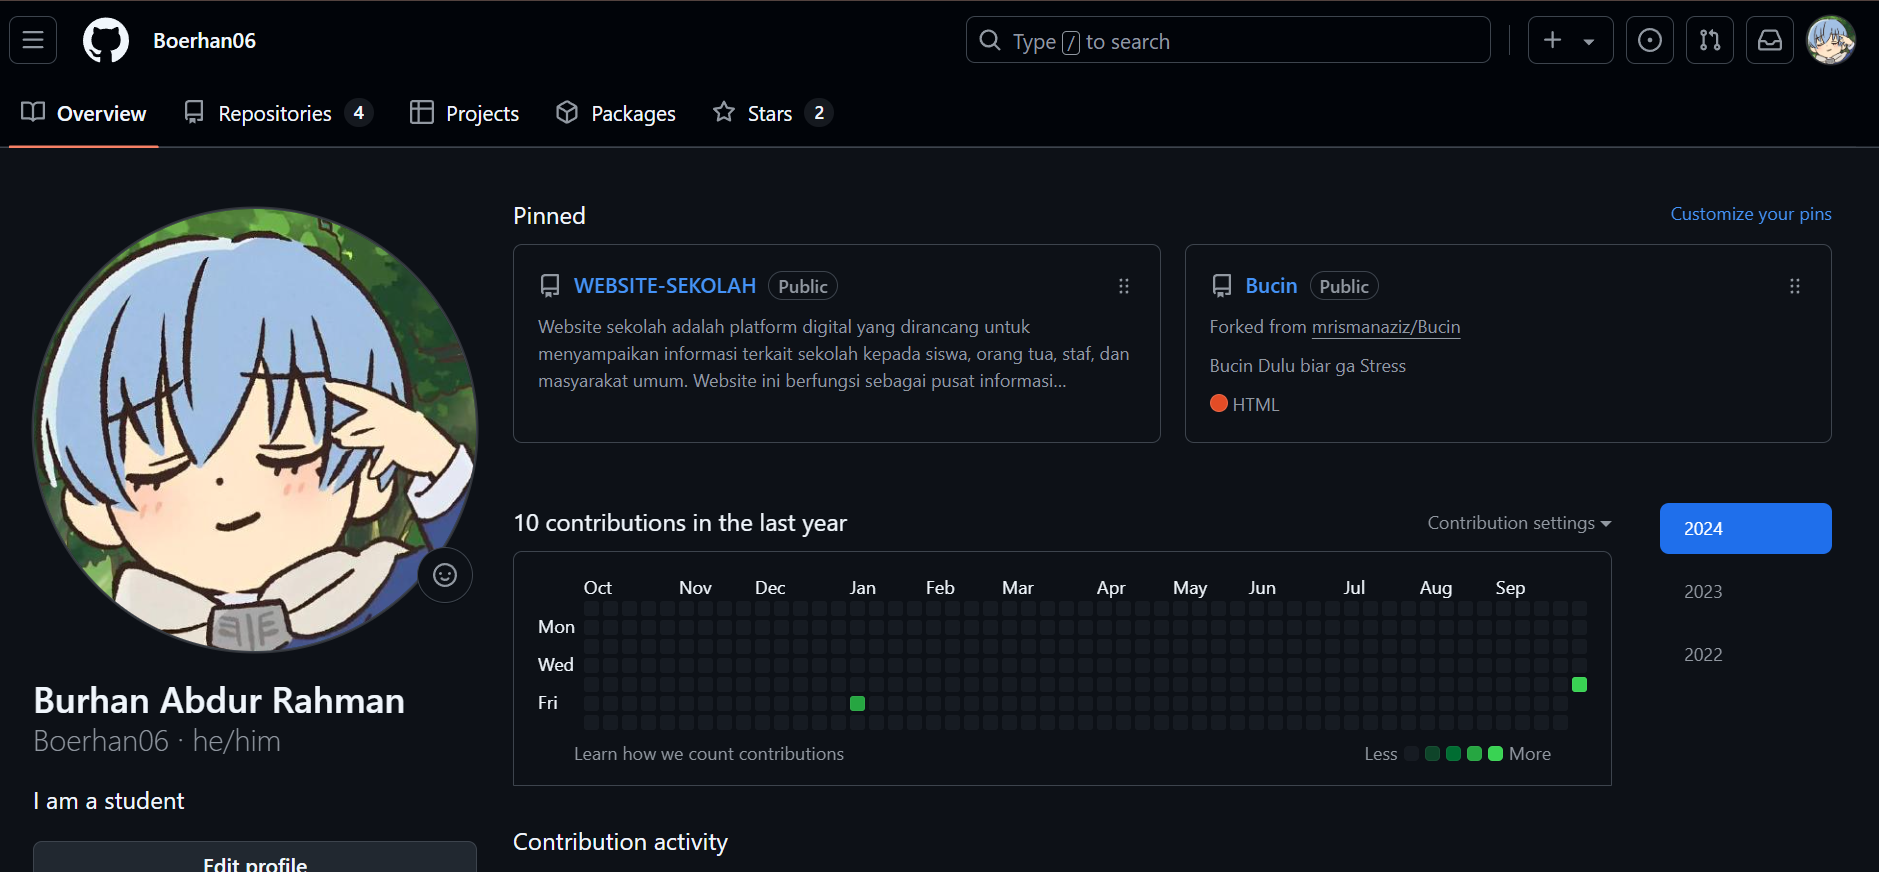 Boerhan06
Type / to search
Overview
Repositories 4
Projects
Packages
Stars 2
Pinned
Customize your pins
WEBSITE-SEKOLAH Public
Website sekolah adalah platform digital yang dirancang untuk
menyampaikan informasi terkait sekolah kepada siswa, orang tua, staf, dan
masyarakat umum. Website ini berfungsi sebagai pusat informasi...
Bucin Public
Forked from mrismanaziz/Bucin
Bucin Dulu biar ga Stress
HTML
10 contributions in the last year
Contribution settings
2024
2023
2022
Oct Nov Dec Jan Feb Mar Apr May Jun Jul Aug Sep
Mon
Wed
Fri
Learn how we count contributions
Less More
Burhan Abdur Rahman
Boerhan06 · he/him
I am a student
Edit profile
Contribution activity